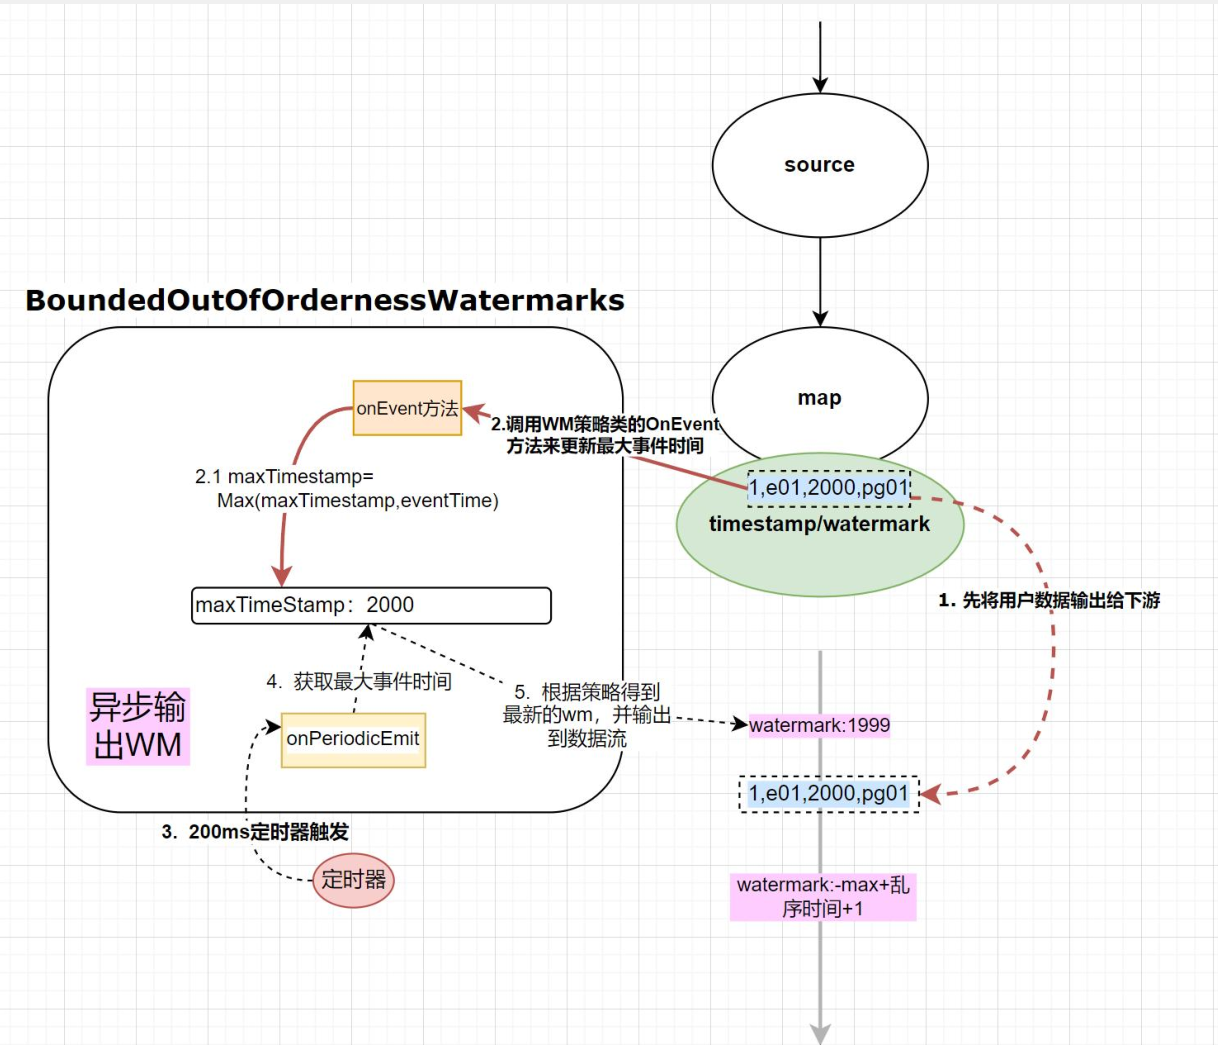 source
BoundedOutOfOrdernessWatermarks
map
onEvent方法
2.调用WM策略类的OnEvent
方法来更新最大事件时间
2.1 maxTimestamp=
Max(maxTimestamp,eventTime)
1,e01,2000,pg01
timestamp/watermark
maxTimeStamp：2000
1. 先将用户数据输出给下游
4. 获取最大事件时间
5. 根据策略得到
最新的wm，并输出
到数据流
异步输
出WM
onPeriodicEmit
watermark:1999
1,e01,2000,pg01
3. 200ms定时器触发
定时器
watermark:-max+乱
序时间+1